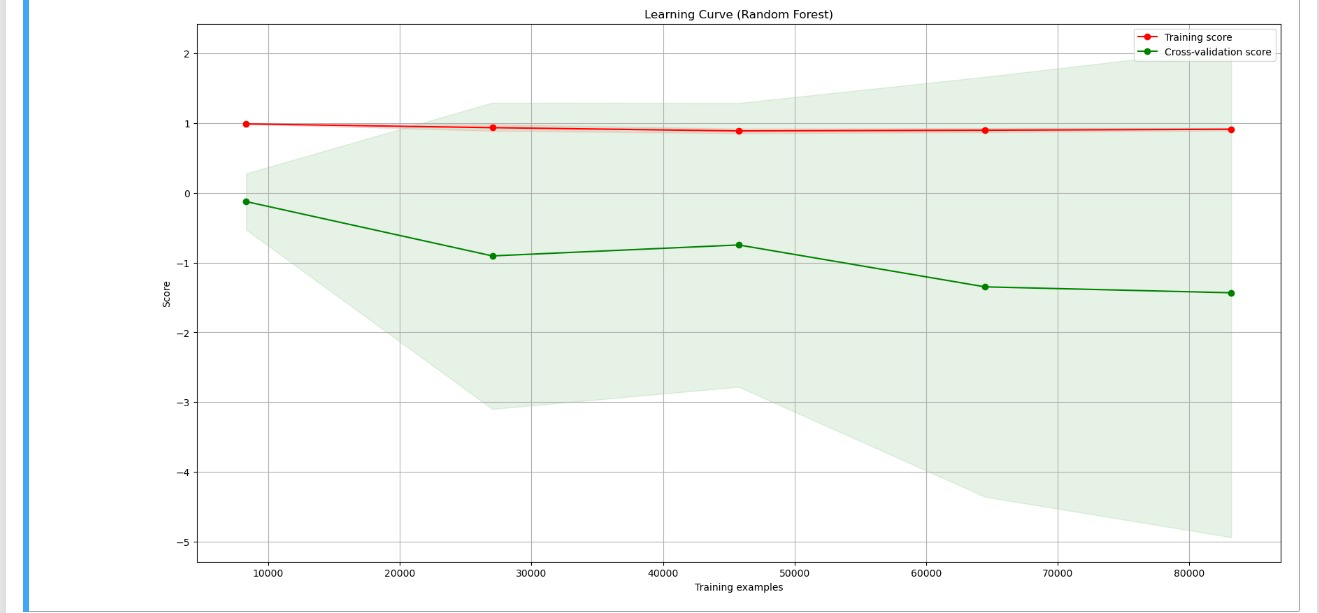 Learning Curve (Random Forest)
Training score
Cross-validation score
2
1
0
−1
−2
−3
−4
−5
Score
10000 20000 30000 40000 50000 60000 70000 80000
Training examples